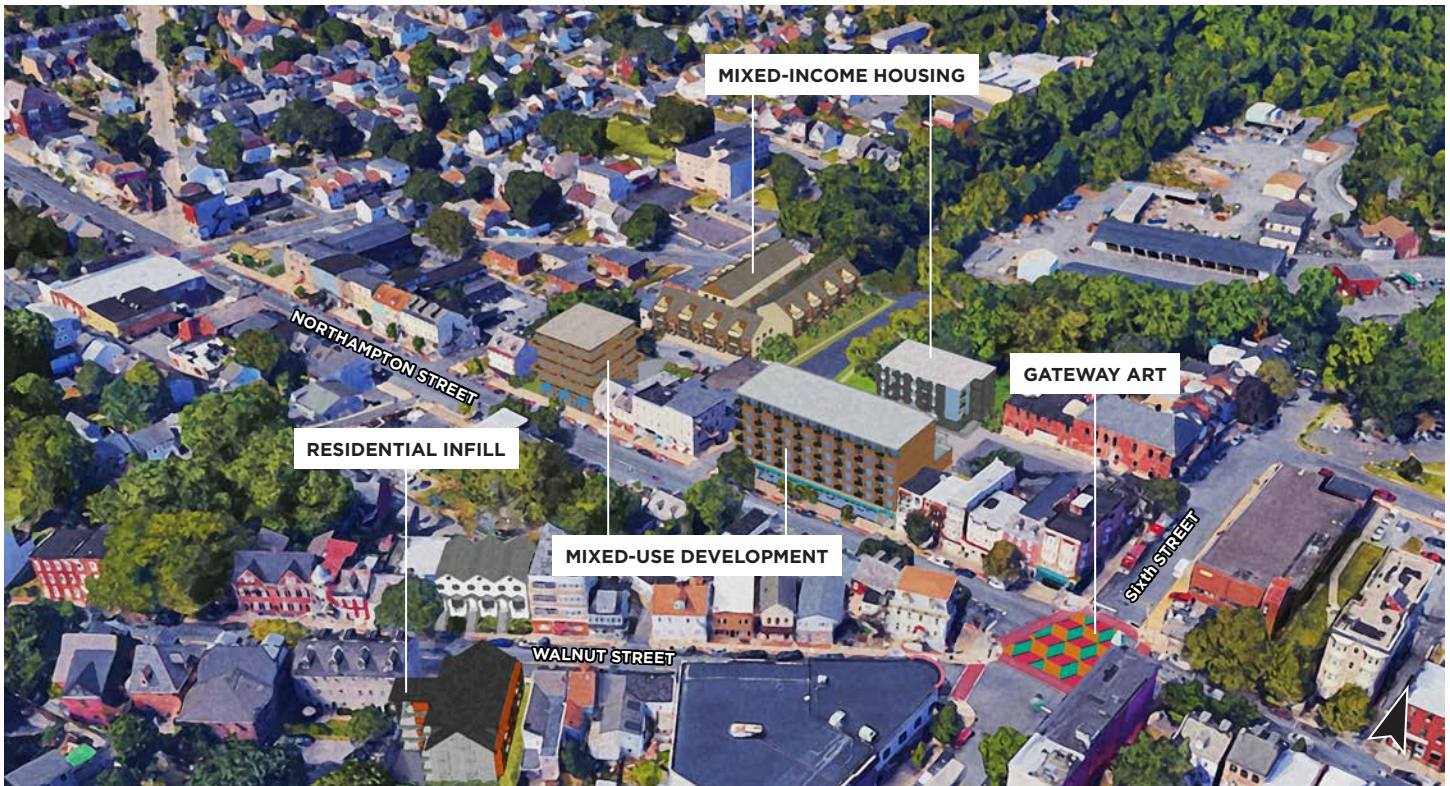 MIXED-INCOME HOUSING
NORTHAMPTON STREET
GATEWAY ART
RESIDENTIAL INFILL
MIXED-USE DEVELOPMENT
Sixth STREET
WALNUT STREET